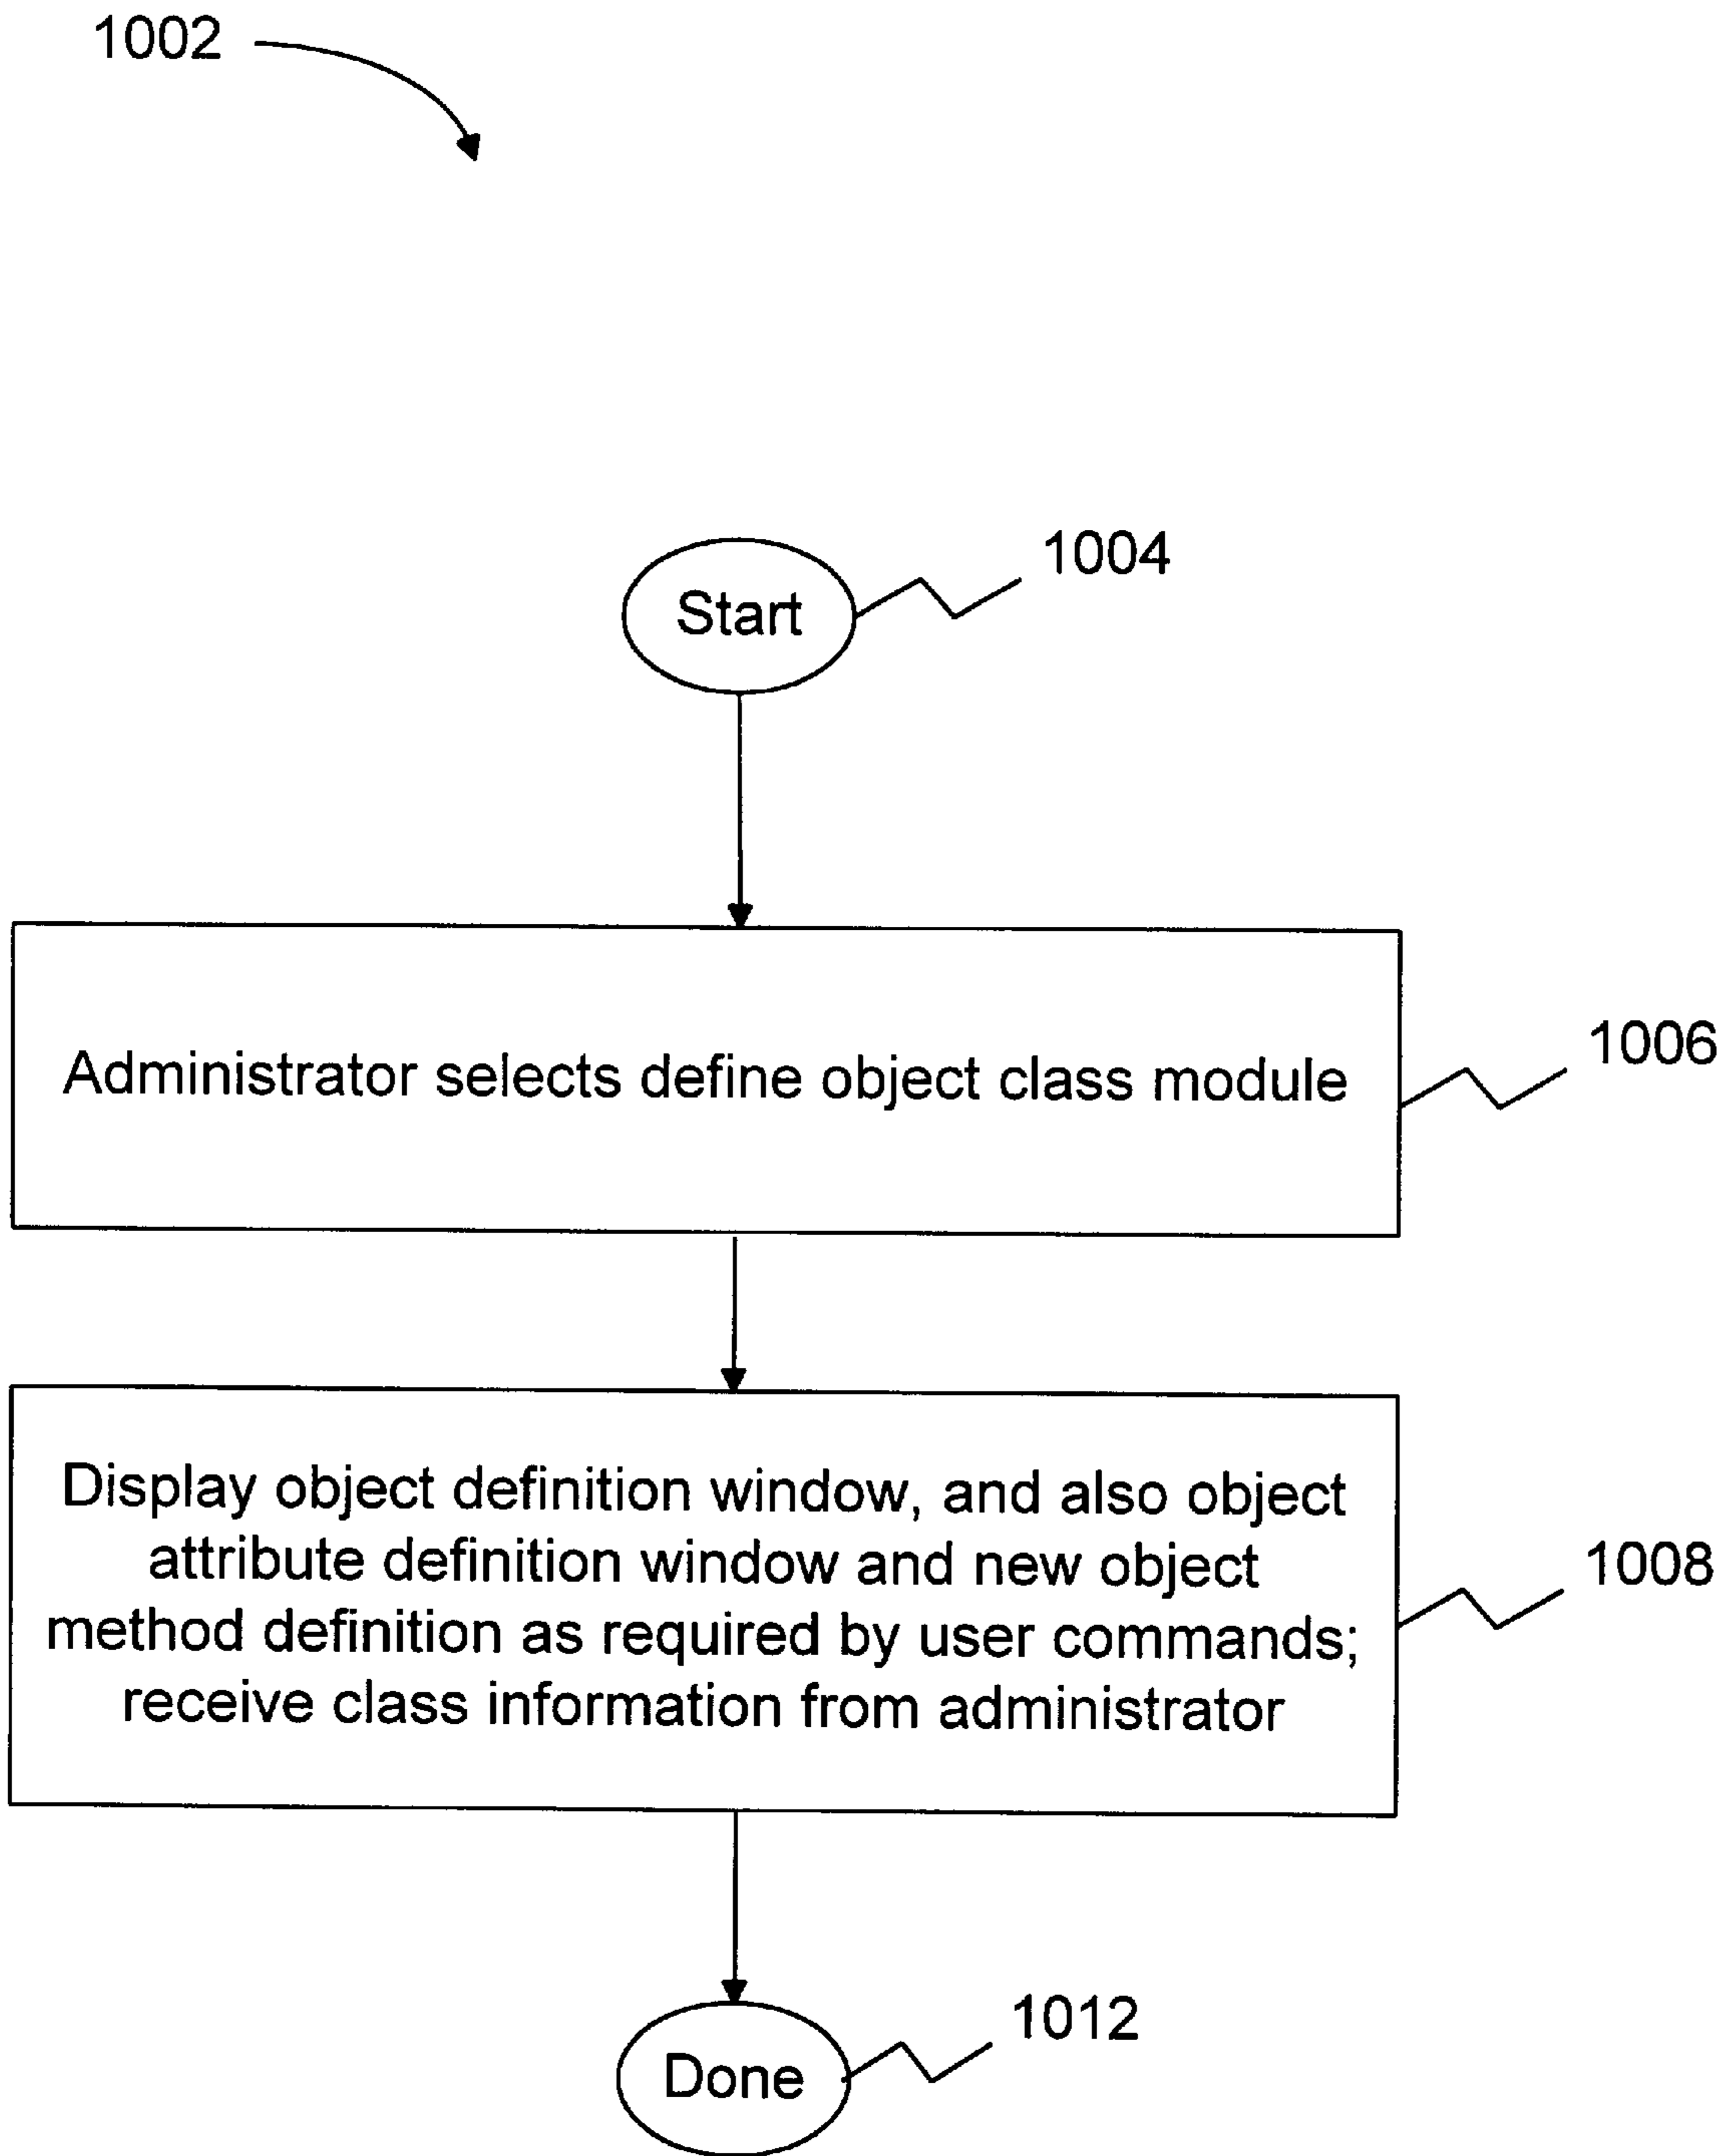 1002
1004
Start
1006
Administrator selects define object class module
Display object definition window, and also object
attribute definition window and new object
method definition as required by user commands;
receive class information from administrator
1008
1012
Done